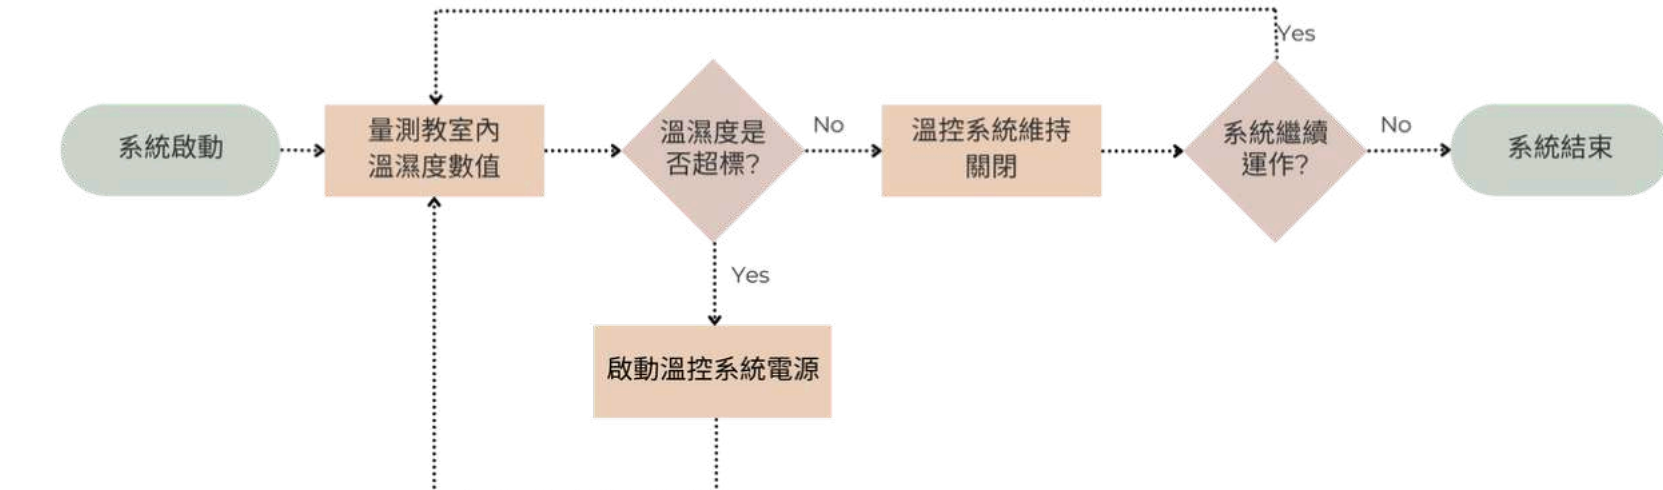 Yes
系統啟動
量測教室內
溫濕度數值
溫濕度是
否超標?
No
溫控系統維持
關閉
系統繼續
運作?
No
系統結束
Yes
啟動溫控系統電源